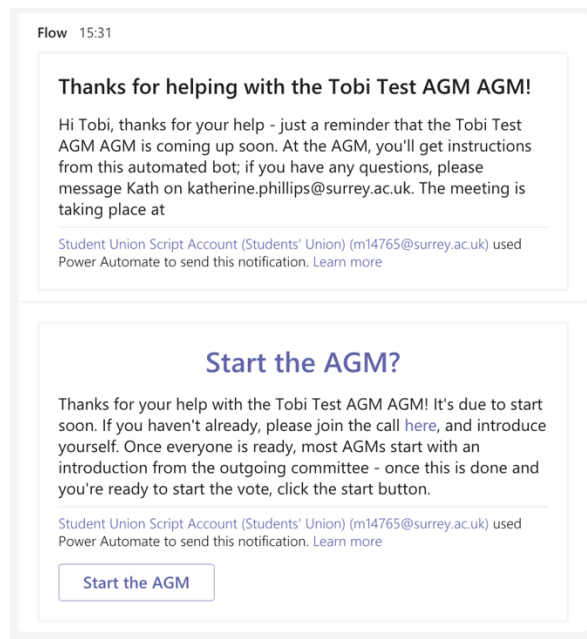 Flow 15:31
Thanks for helping with the Tobi Test AGM AGM!
Hi Tobi, thanks for your help - just a reminder that the Tobi Test
AGM AGM is coming up soon. At the AGM, you'll get instructions
from this automated bot; if you have any questions, please
message Kath on katherine.phillips@surrey.ac.uk. The meeting is
taking place at
Student Union Script Account (Students' Union) (m14765@surrey.ac.uk) used
Power Automate to send this notification. Learn more
Start the AGM?
Thanks for your help with the Tobi Test AGM AGM! It's due to start
soon. If you haven't already, please join the call here, and introduce
yourself. Once everyone is ready, most AGMs start with an
introduction from the outgoing committee - once this is done and
you're ready to start the vote, click the start button.
Student Union Script Account (Students' Union) (m14765@surrey.ac.uk) used
Power Automate to send this notification. Learn more
Start the AGM